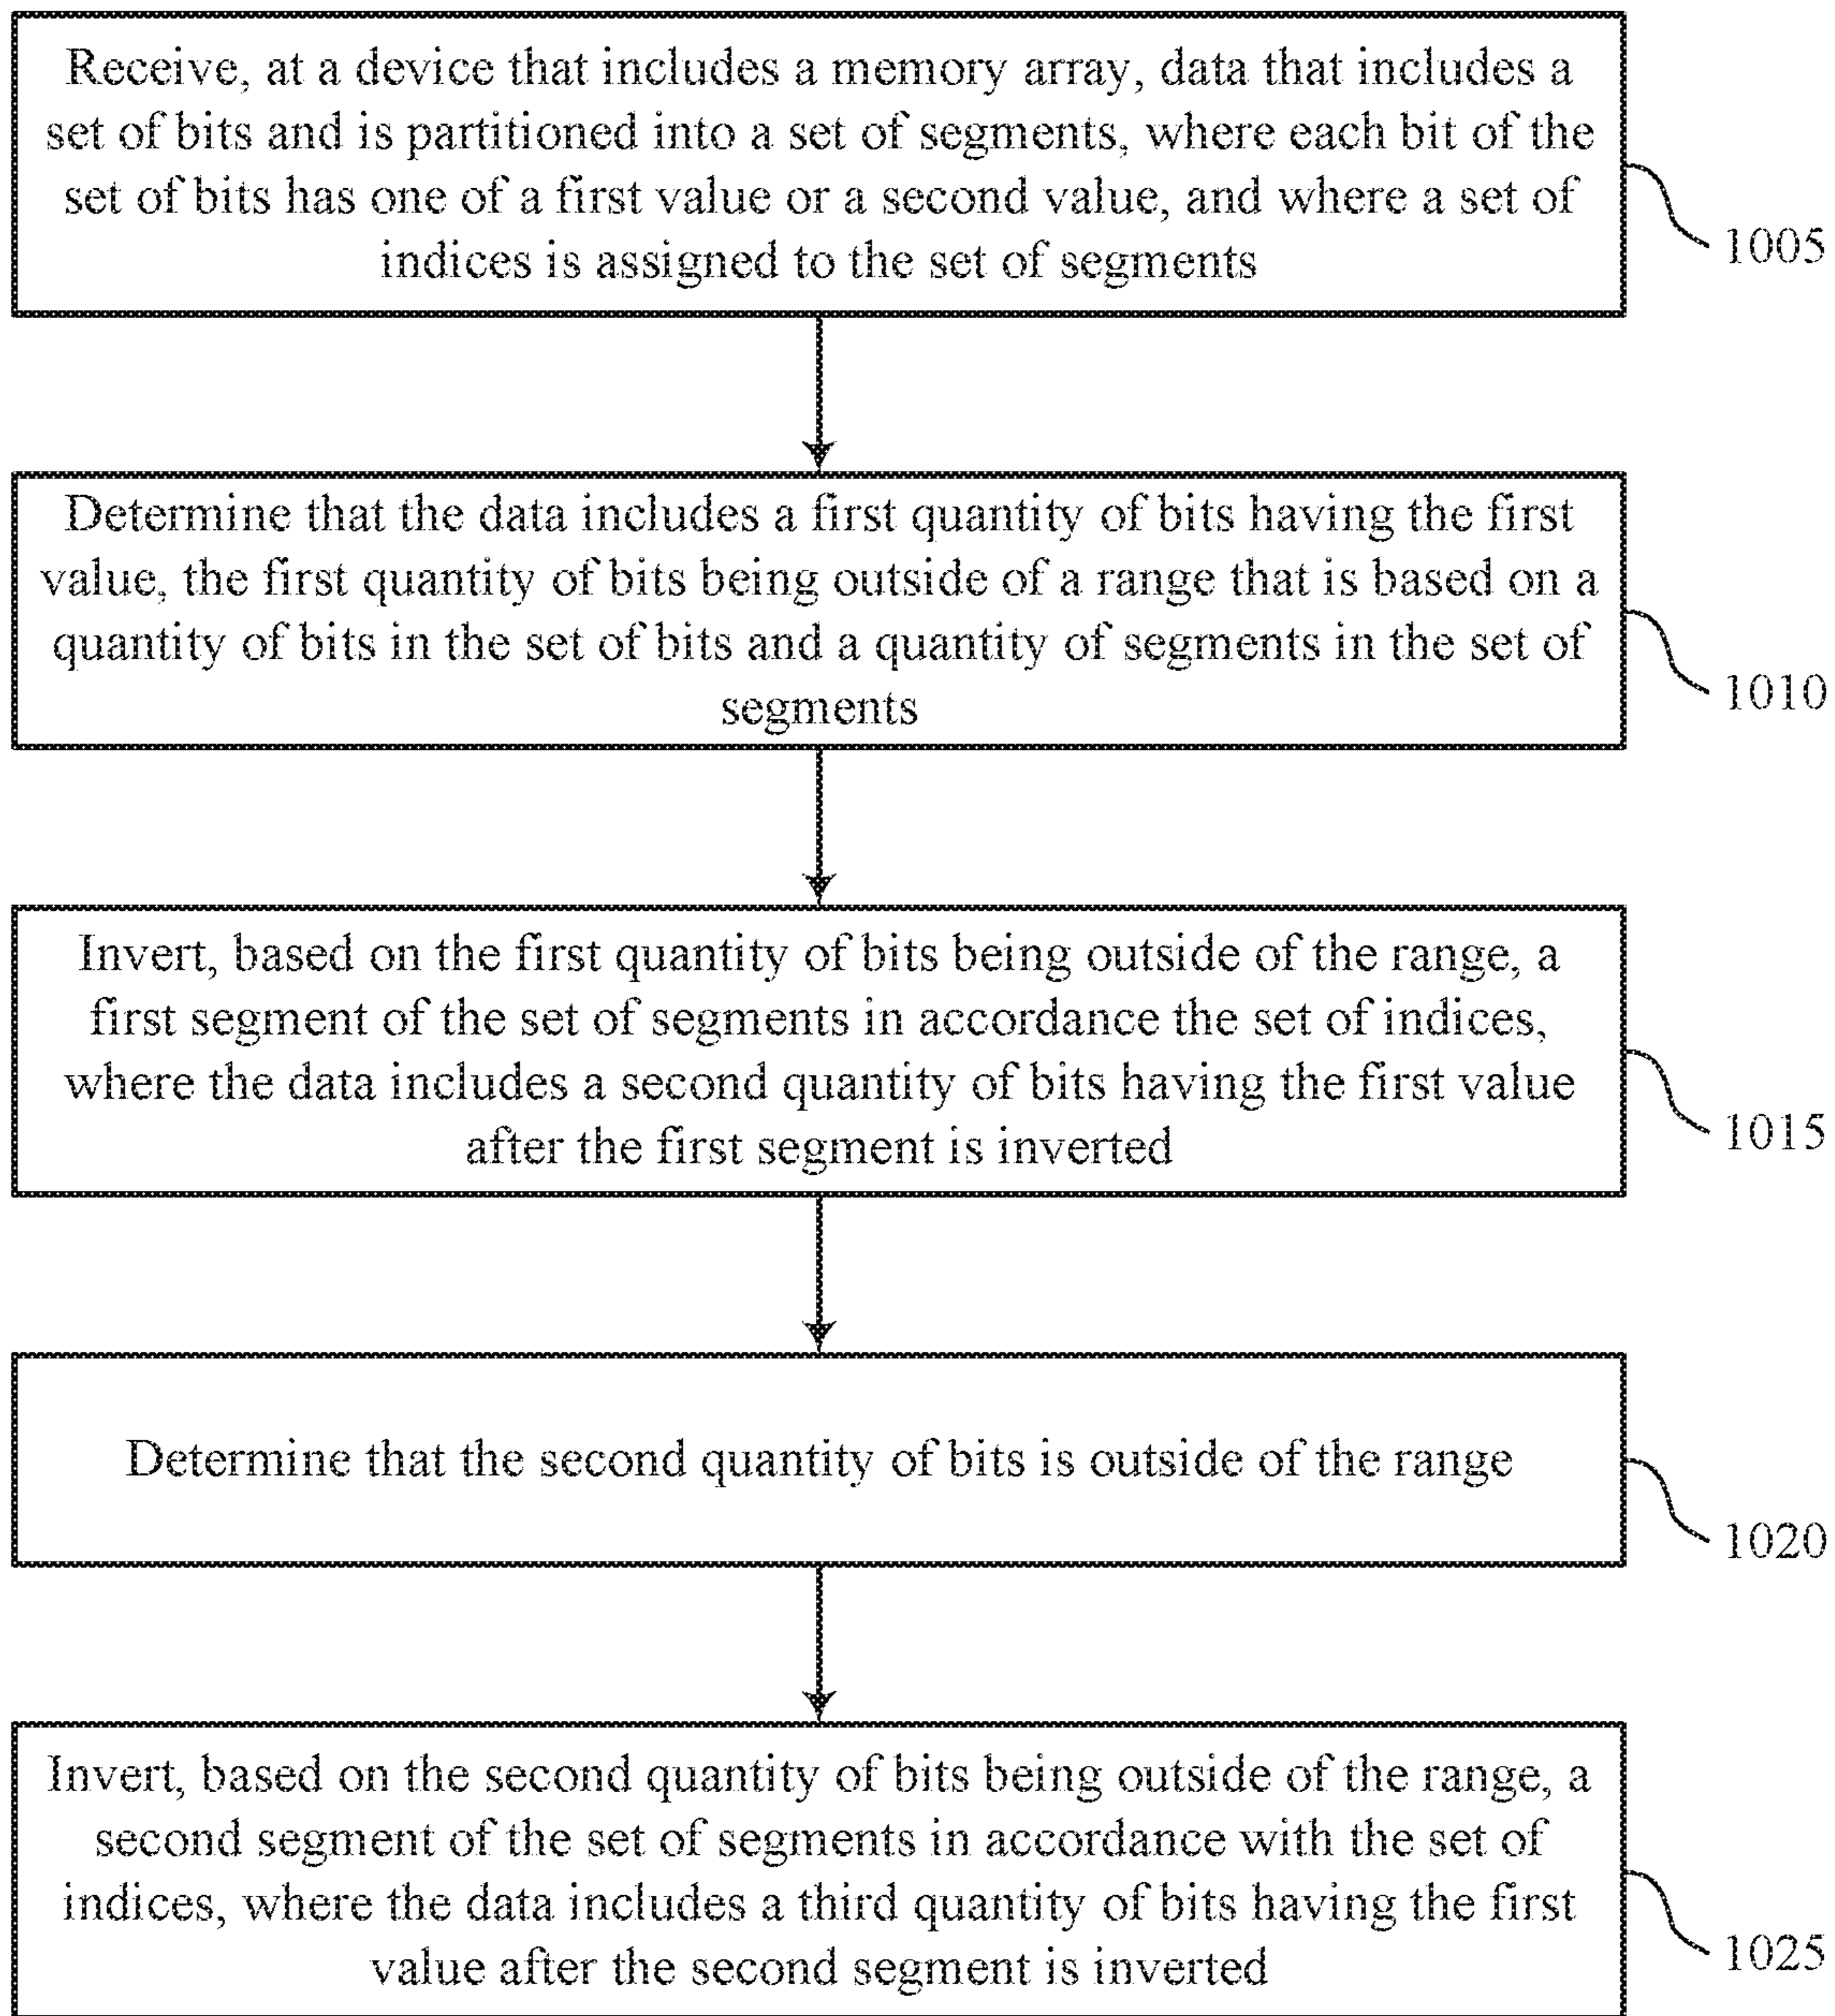 Receive, at a device that includes a memory array, data that includes a
set of bits and is partitioned into a set of segments, where each bit of the
set of bits has one of a first value or a second value, and where a set of
indices is assigned to the set of segments
1005
Determine that the data includes a first quantity of bits having the first
value, the first quantity of bits being outside of a range that is based on a
quantity of bits in the set of bits and a quantity of segments in the set of
segments
1010
Invert, based on the first quantity of bits being outside of the range, a
first segment of the set of segments in accordance the set of indices,
where the data includes a second quantity of bits having the first value
after the first segment is inverted
1015
Determine that the second quantity of bits is outside of the range
1020
Invert, based on the second quantity of bits being outside of the range, a
second segment of the set of segments in accordance with the set of
indices, where the data includes a third quantity of bits having the first
value after the second segment is inverted
1025